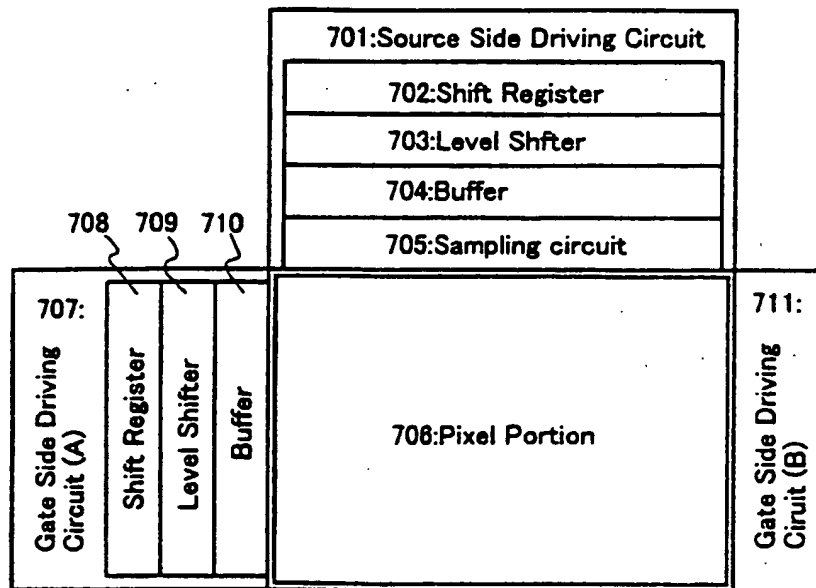 701:Source Side Driving Circuit
702:Shift Register
703:Level Shfter
704:Buffer
705:Sampling circuit
708 709 710
707:
Gate Side Driving
Circuit (A)
Shift Register
Level Shifter
Buffer
706:Pixel Portion
711:
Gate Side Driving
Ciruit (B)